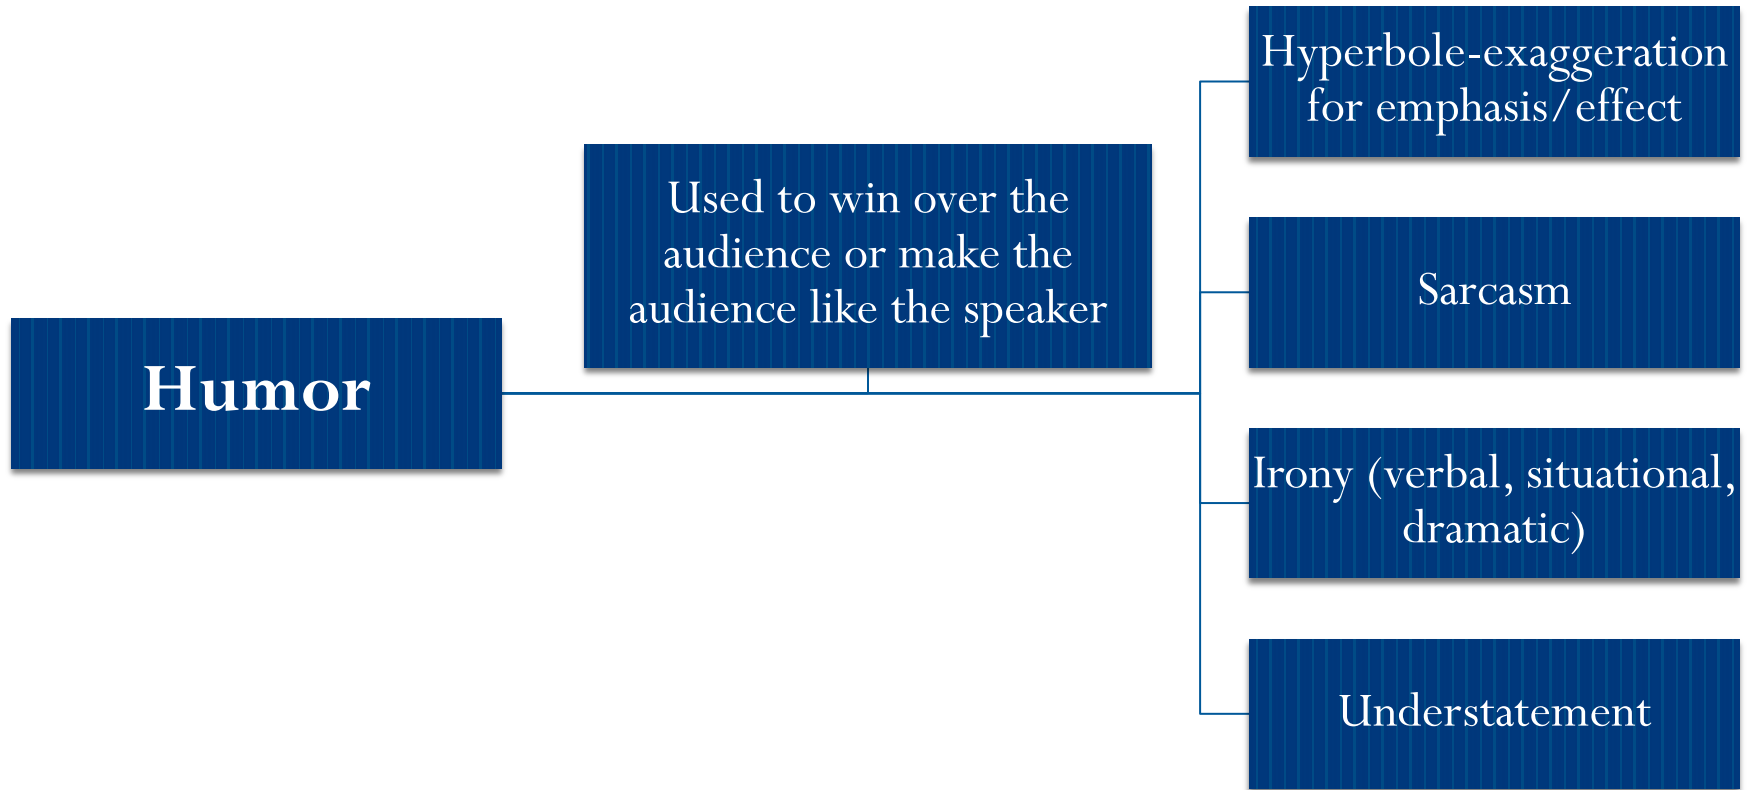 Humor
Used to win over the
audience or make the
audience like the speaker
Hyperbole-exaggeration
for emphasis/effect
Sarcasm
Irony (verbal, situational,
dramatic)
Understatement